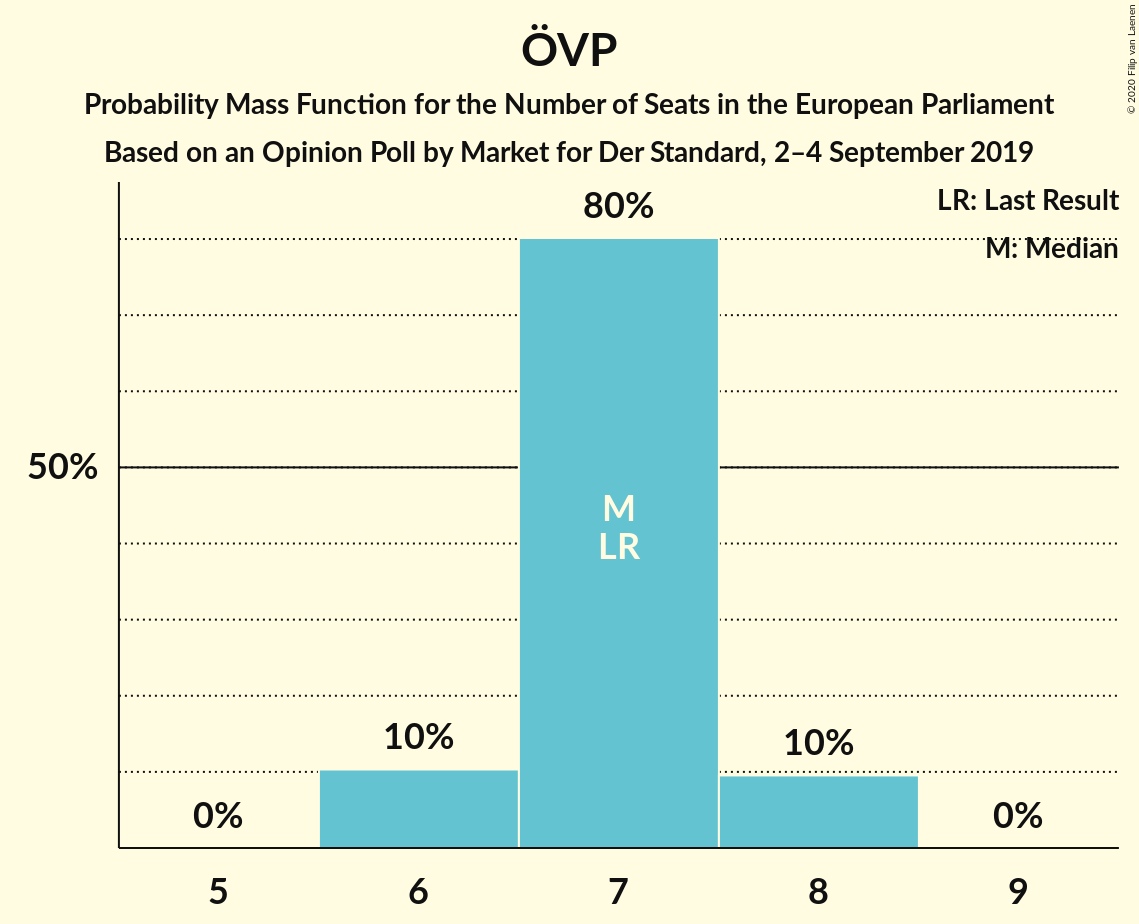 ÖVP
Probability Mass Function for the Number of Seats in the European Parliament
Based on an Opinion Poll by Market for Der Standard, 2–4 September 2019
© 2020 Filip van Laenen
LR: Last Result
M: Median
80%
50%
M
LR
10%
10%
0%
0%
5
6
7
8
9